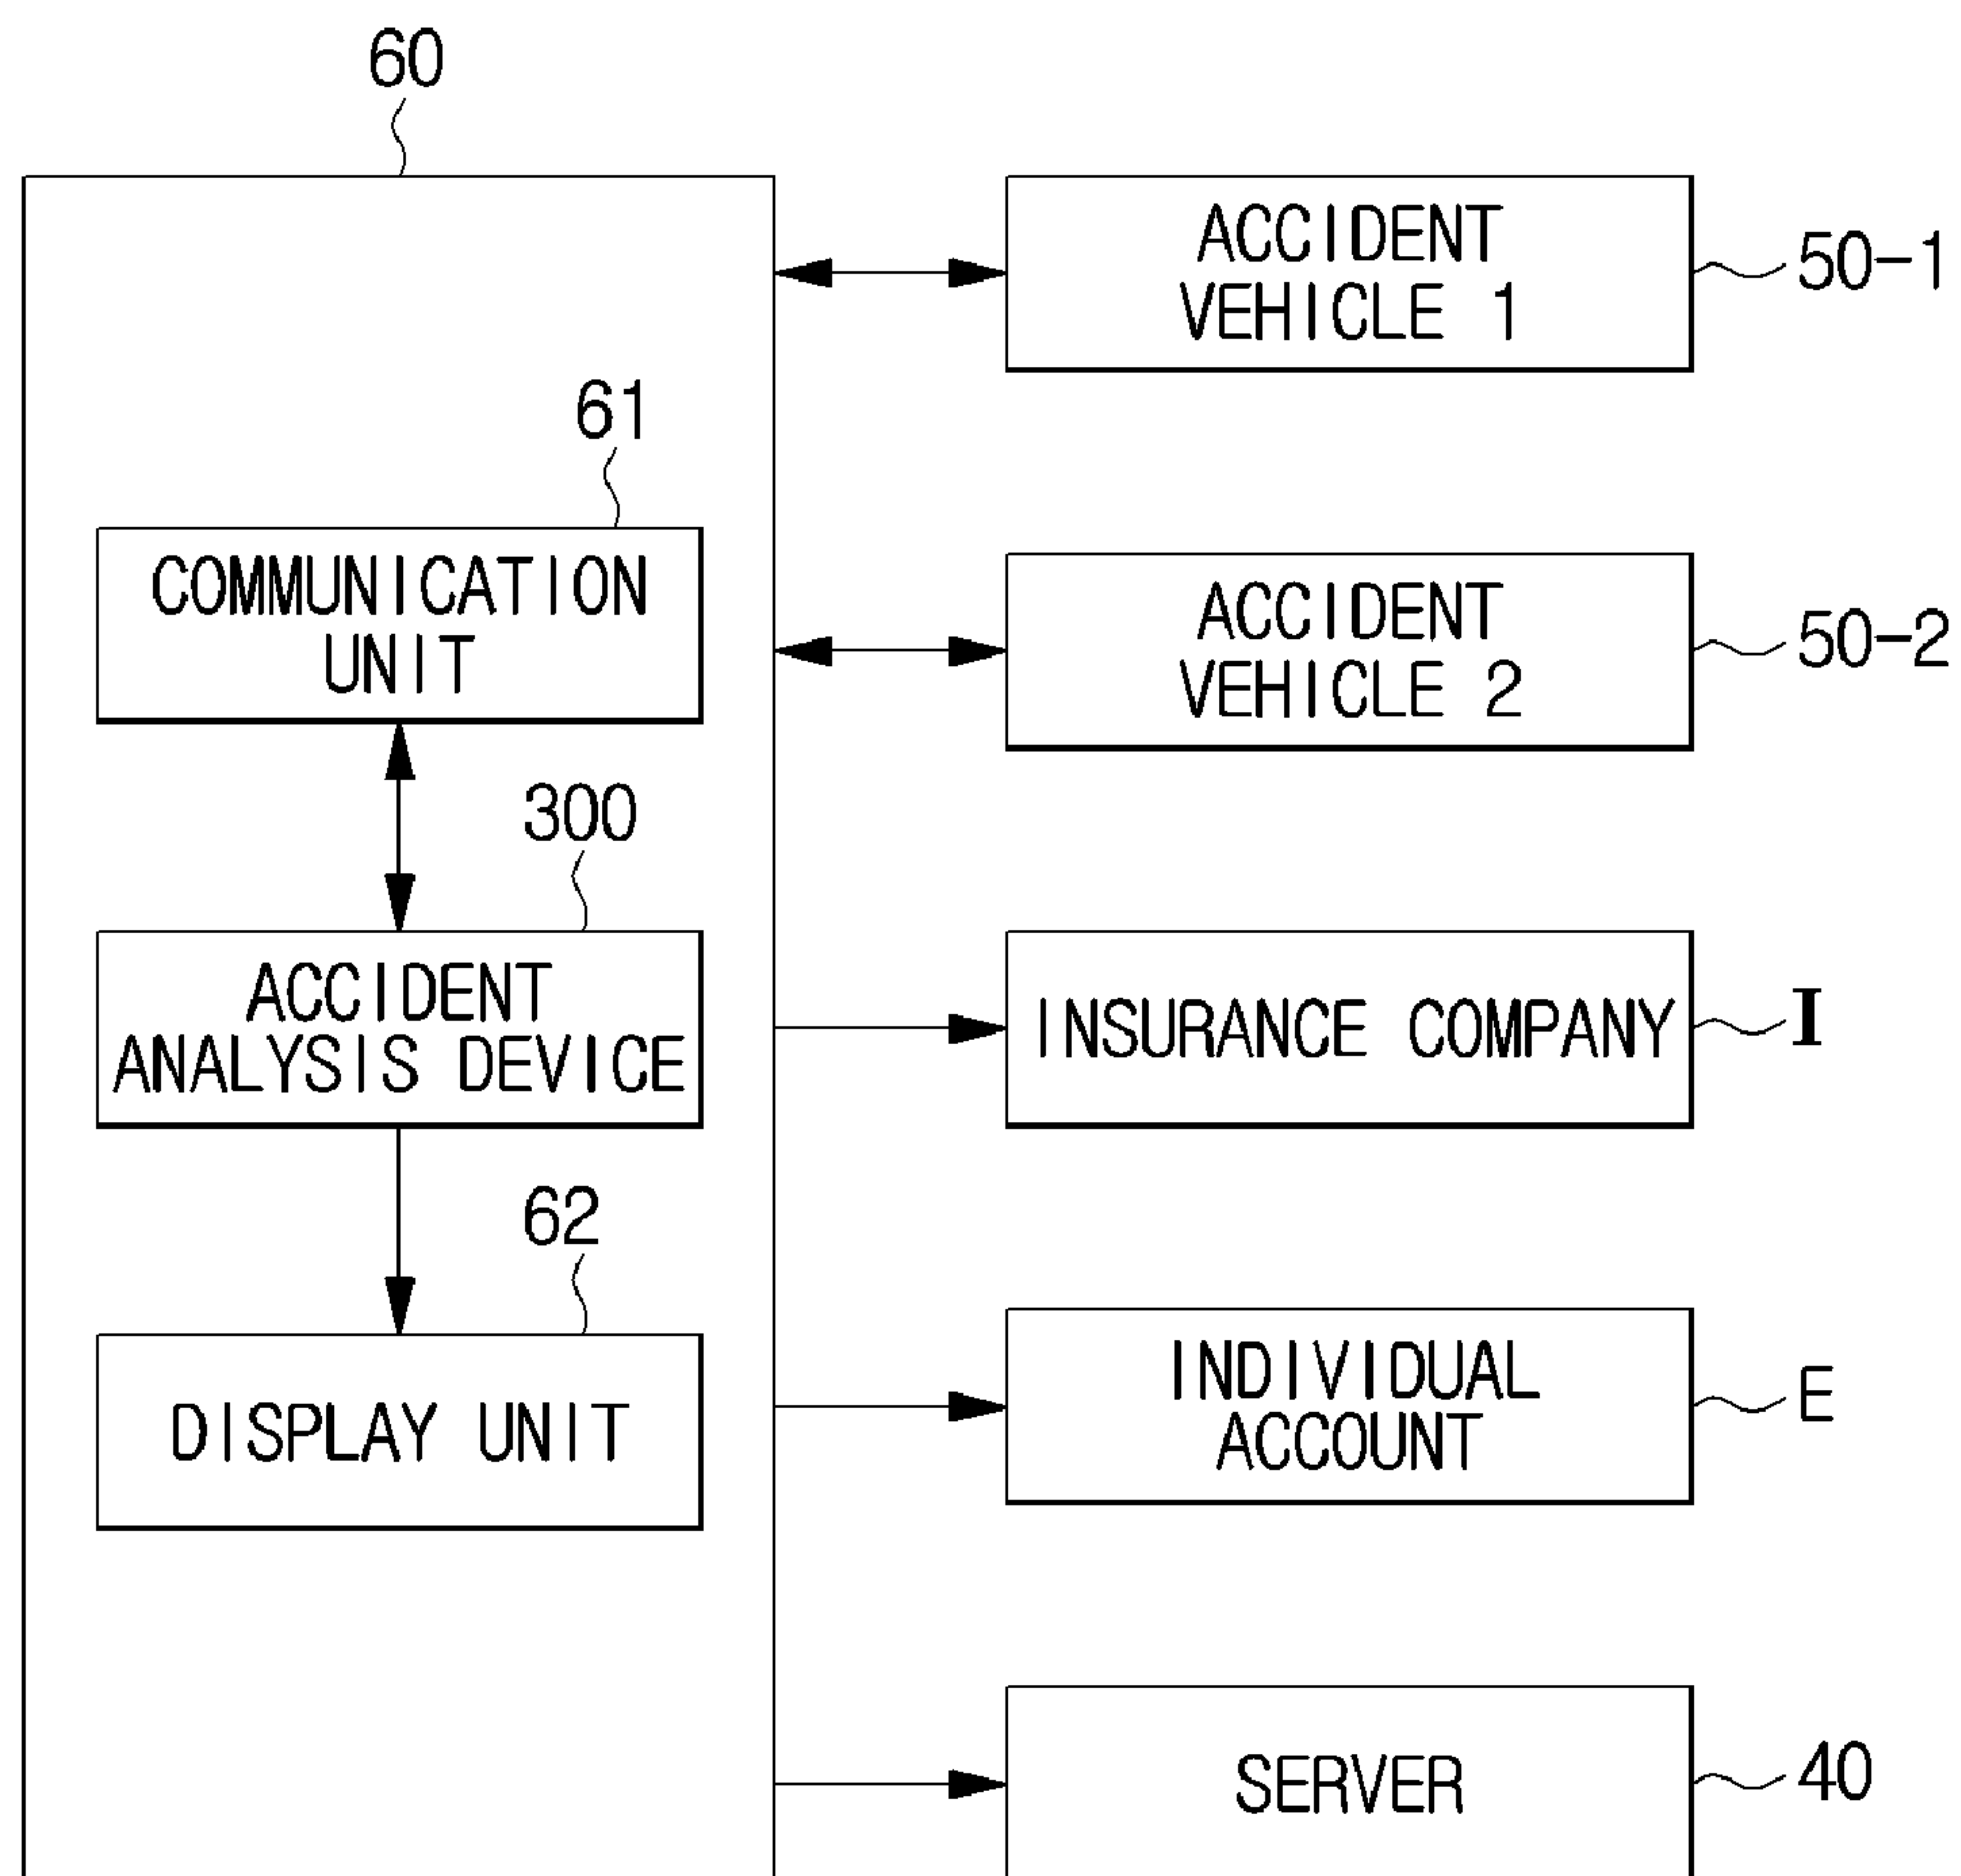 60
ACCIDENT
VEHICLE 1
50-1
61
COMMUNICATION
UNIT
ACCIDENT
VEHICLE 2
50-2
300
ACCIDENT
ANALYSIS DEVICE
INSURANCE COMPANY
I
62
DISPLAY UNIT
INDIVIDUAL
ACCOUNT
E
SERVER
40